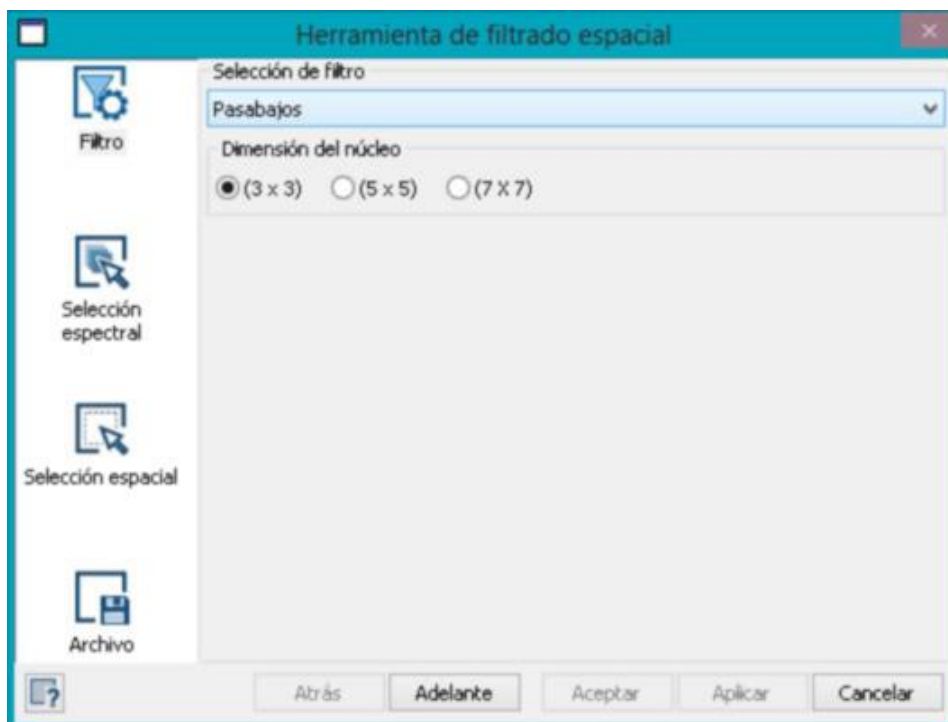 Herramienta de filtrado espacial
Filtro
Selección espectral
Selección espacial
Archivo
Selección de filtro
Pasabajos
Dimensión del núcleo
(3 x 3) (5 x 5) (7 X 7)
Atrás Adelante Aceptar Aplicar Cancelar